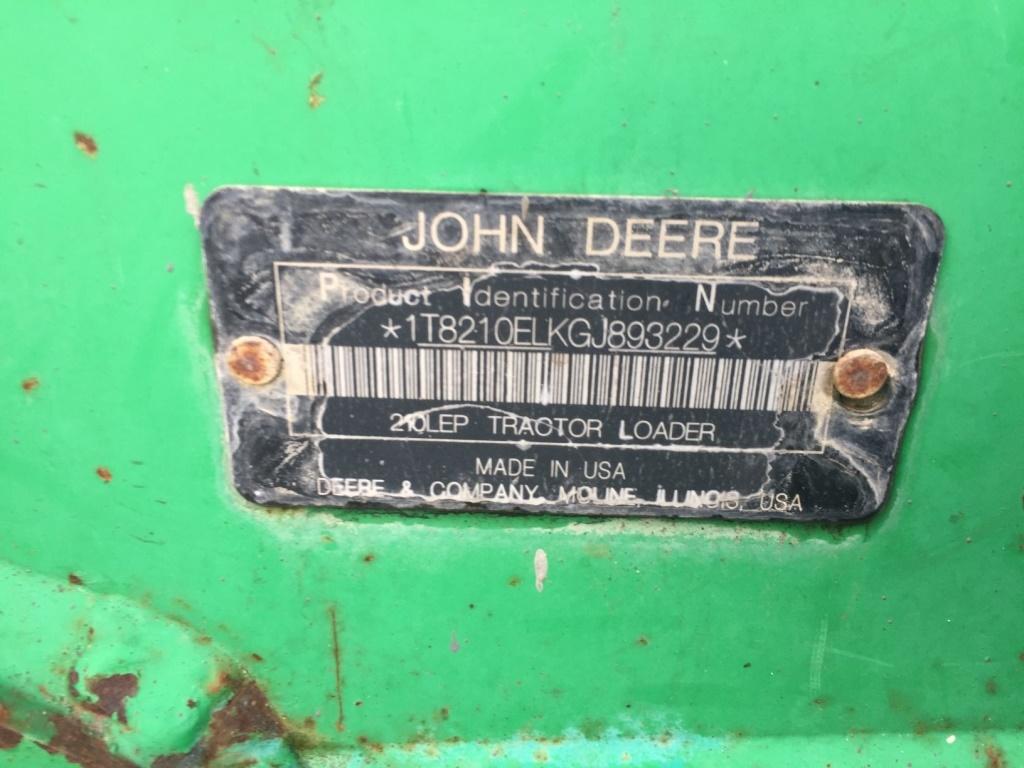 JOHN DEERE
Product Identification Number
*1T8210ELKGJ893229*
210LEP TRACTOR LOADER
MADE IN USA
DEERE & COMPANY, MOLINE, ILLINOIS, USA